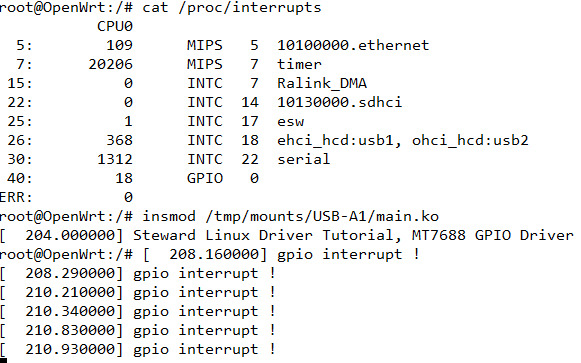 root@OpenWrt:/# cat /proc/interrupts
           CPU0
  5:        109      MIPS   5  10100000.ethernet
  7:      20206      MIPS   7  timer
 15:          0      INTC   7  Ralink_DMA
 22:          0      INTC  14  10130000.sdhci
 25:          1      INTC  17  esw
 26:        368      INTC  18  ehci_hcd:usb1, ohci_hcd:usb2
 30:       1312      INTC  22  serial
 40:         18      GPIO   0
ERR:          0
root@OpenWrt:/# insmod /tmp/mounts/USB-A1/main.ko
[  204.000000] Steward Linux Driver Tutorial, MT7688 GPIO Driver
root@OpenWrt:/# [  208.160000] gpio interrupt !
[  208.290000] gpio interrupt !
[  210.210000] gpio interrupt !
[  210.340000] gpio interrupt !
[  210.830000] gpio interrupt !
[  210.930000] gpio interrupt !